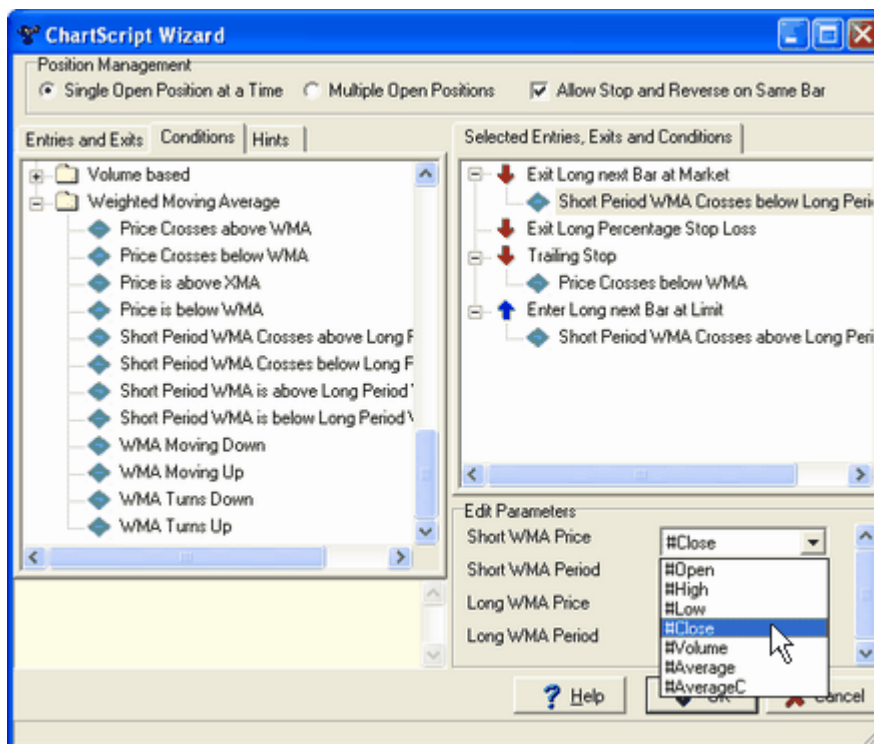 ChartScript Wizard
Position Management
Single Open Position at a Time Multiple Open Positions Allow Stop and Reverse on Same Bar
Entries and Exits Conditions Hints
Volume based
Weighted Moving Average
Price Crosses above WMA
Price Crosses below WMA
Price is above XMA
Price is below WMA
Short Period WMA Crosses above Long
Short Period WMA Crosses below Long
Short Period WMA is above Long Period
Short Period WMA is below Long Period
WMA Moving Down
WMA Moving Up
WMA Turns Down
WMA Turns Up
Selected Entries, Exits and Conditions
Exit Long next Bar at Market
Short Period WMA Crosses below Long Peri
Exit Long Percentage Stop Loss
Trailing Stop
Price Crosses below WMA
Enter Long next Bar at Limit
Short Period WMA Crosses above Long Peri
Edit Parameters
Short WMA Price #Close
Short WMA Period
Long WMA Price
Long WMA Period
#Open
#High
#Low
#Close
#Volume
#Average
#AverageC
? Help
Cancel